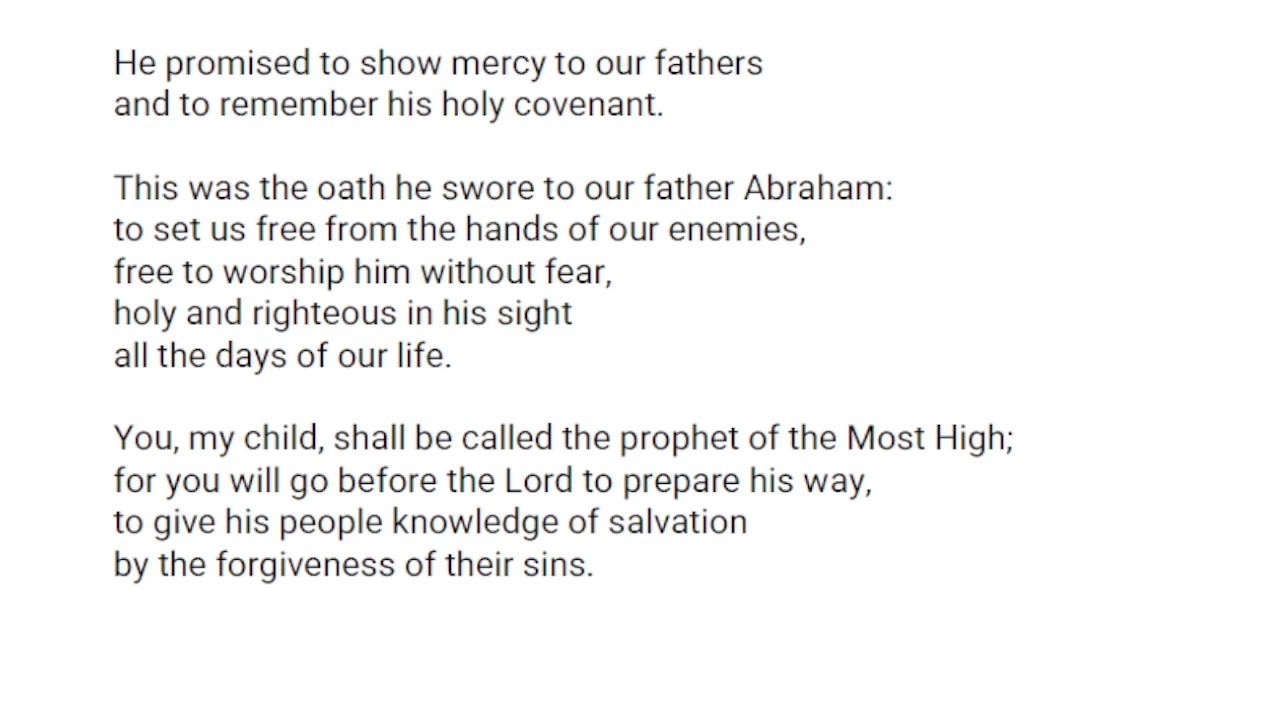 He promised to show mercy to our fathers
and to remember his holy covenant.
This was the oath he swore to our father Abraham:
to set us free from the hands of our enemies,
free to worship him without fear,
holy and righteous in his sight
all the days of our life.
You, my child, shall be called the prophet of the Most High;
for you will go before the Lord to prepare his way,
to give his people knowledge of salvation
by the forgiveness of their sins.